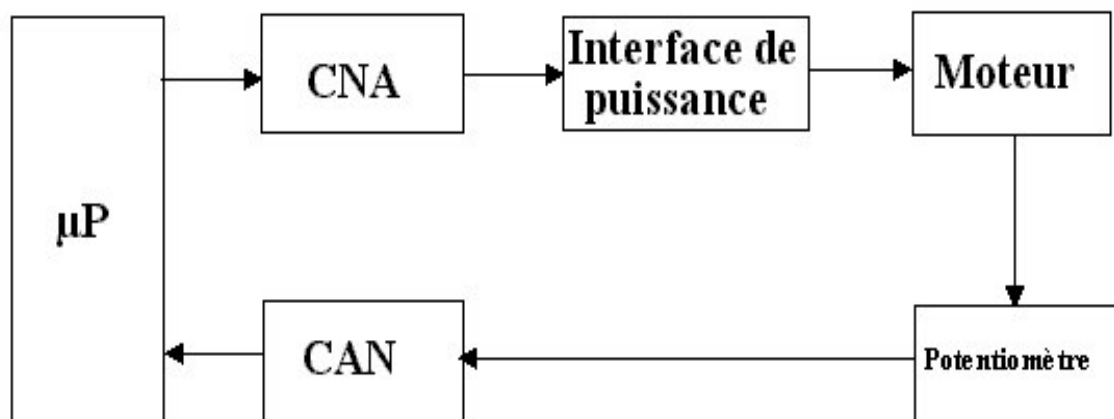 CNA
Interface de
puissance
Moteur
µP
CAN
Potentiomètre